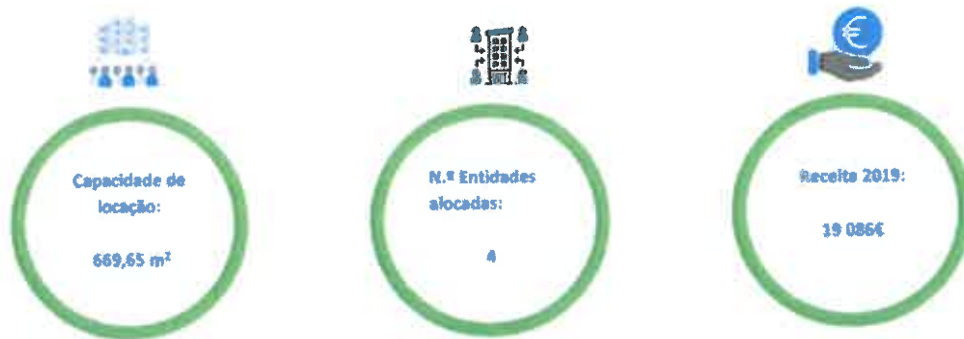 Capacidade de
locação:
669,65 m²
N.º Entidades
alocadas:
4
Receita 2019:
19 086€